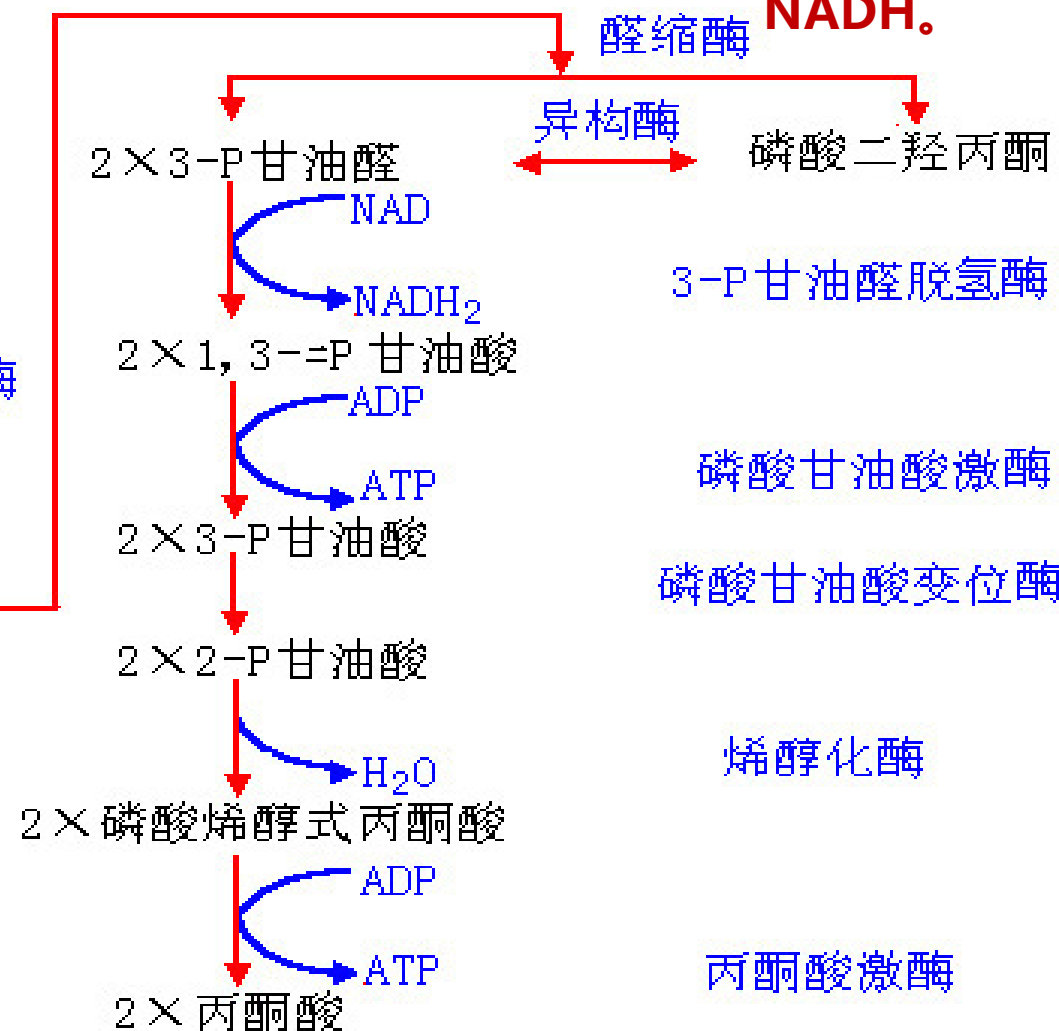 NADH。
醛缩酶
异构酶
2×3-P甘油醛
磷酸二羟丙酮
NAD
3-P甘油醛脱氢酶
NADH₂
2×1,3-=P 甘油酸
酶
ADP
磷酸甘油酸激酶
ATP
2×3-P甘油酸
磷酸甘油酸变位酶
2×2-P甘油酸
烯醇化酶
H₂O
2×磷酸烯醇式丙酮酸
ADP
ATP
丙酮酸激酶
2×丙酮酸